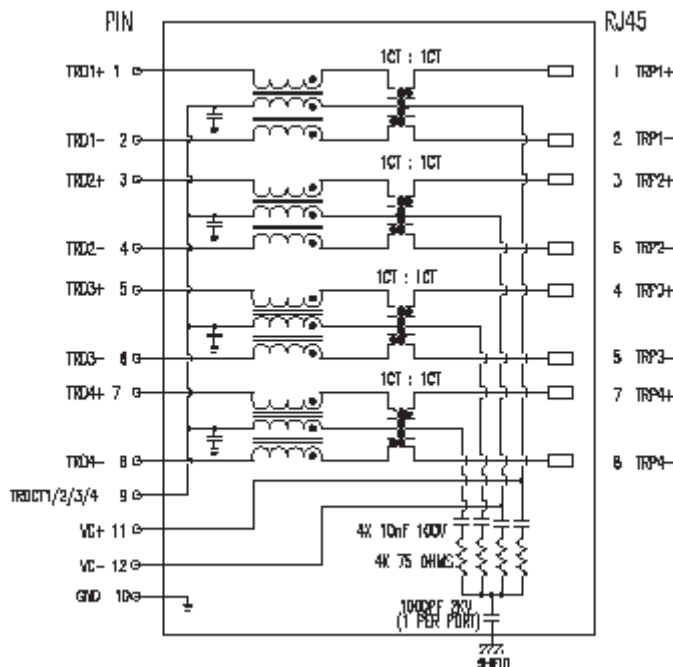 PIN RJ45
1CT : 1CT
TRD1+ 1 1 TRP1+
TRD1- 2 2 TRP1-
1CT : 1CT
TRD2+ 3 3 TRP2+
TRD2- 4 6 TRP2-
1CT : 1CT
TRD3+ 5 4 TRP3+
TRD3- 6 5 TRP3-
1CT : 1CT
TRD4+ 7 7 TRP4+
TRD4- 8 8 TRP4-
TRDCT1/2/3/4 9
VC+ 11
4X 10nF 100V
4X 75 OHMS
VC- 12
GND 10
1000PF 2KV
(1 PER PORT)
SHIELD